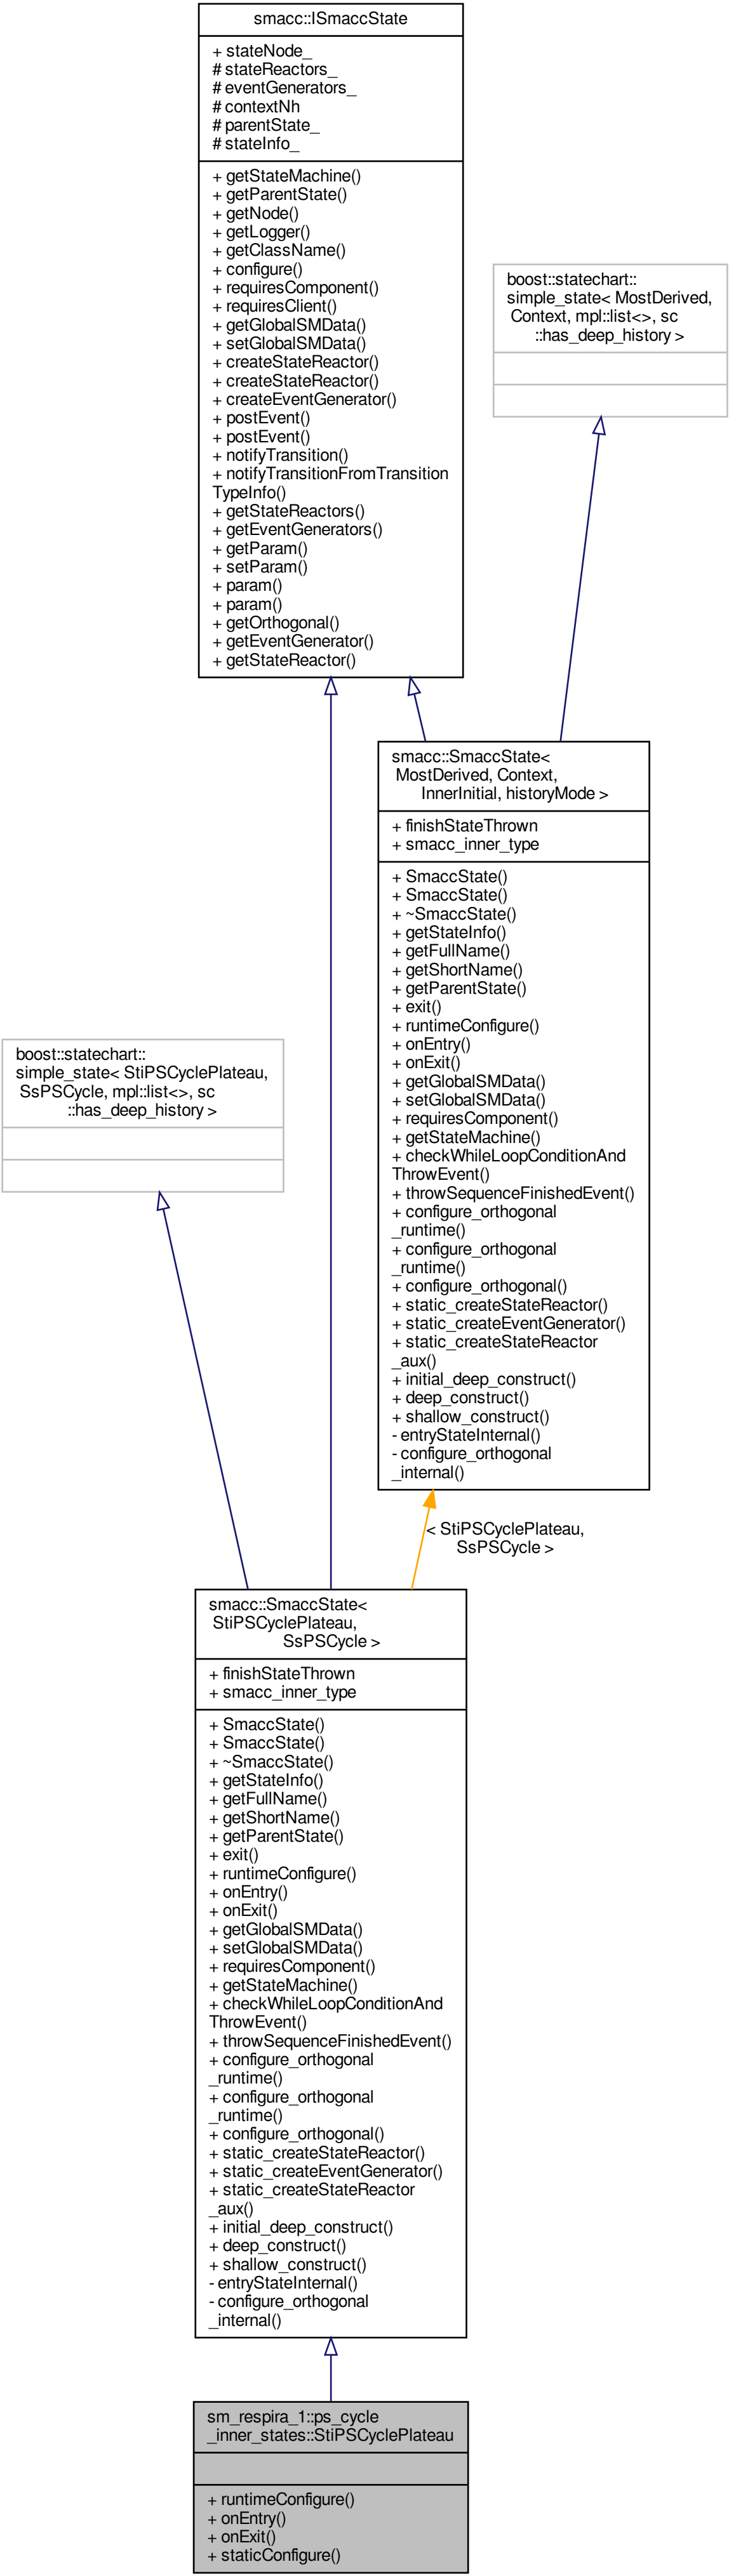 smacc::ISmaccState
+ stateNode_
# stateReactors_
# eventGenerators_
# contextNh
# parentState_
# stateInfo_
+ getStateMachine()
+ getParentState()
+ getNode()
+ getLogger()
+ getClassName()
+ configure()
+ requiresComponent()
+ requiresClient()
+ getGlobalSMData()
+ setGlobalSMData()
+ createStateReactor()
+ createStateReactor()
+ createEventGenerator()
+ postEvent()
+ postEvent()
+ notifyTransition()
+ notifyTransitionFromTransition
TypeInfo()
+ getStateReactors()
+ getEventGenerators()
+ getParam()
+ setParam()
+ param()
+ param()
+ getOrthogonal()
+ getEventGenerator()
+ getStateReactor()
boost::statechart::
simple_state< MostDerived,
Context, mpl::list<>, sc
::has_deep_history >
smacc::SmaccState<
MostDerived, Context,
InnerInitial, historyMode >
+ finishStateThrown
+ smacc_inner_type
+ SmaccState()
+ SmaccState()
+ ~SmaccState()
+ getStateInfo()
+ getFullName()
+ getShortName()
+ getParentState()
+ exit()
+ runtimeConfigure()
+ onEntry()
+ onExit()
+ getGlobalSMData()
+ setGlobalSMData()
+ requiresComponent()
+ getStateMachine()
+ checkWhileLoopConditionAnd
ThrowEvent()
+ throwSequenceFinishedEvent()
+ configure_orthogonal
_runtime()
+ configure_orthogonal
_runtime()
+ configure_orthogonal()
+ static_createStateReactor()
+ static_createEventGenerator()
+ static_createStateReactor
_aux()
+ initial_deep_construct()
+ deep_construct()
+ shallow_construct()
- entryStateInternal()
- configure_orthogonal
_internal()
boost::statechart::
simple_state< StiPSCyclePlateau,
SsPSCycle, mpl::list<>, sc
::has_deep_history >
< StiPSCyclePlateau,
SsPSCycle >
smacc::SmaccState<
StiPSCyclePlateau,
SsPSCycle >
+ finishStateThrown
+ smacc_inner_type
+ SmaccState()
+ SmaccState()
+ ~SmaccState()
+ getStateInfo()
+ getFullName()
+ getShortName()
+ getParentState()
+ exit()
+ runtimeConfigure()
+ onEntry()
+ onExit()
+ getGlobalSMData()
+ setGlobalSMData()
+ requiresComponent()
+ getStateMachine()
+ checkWhileLoopConditionAnd
ThrowEvent()
+ throwSequenceFinishedEvent()
+ configure_orthogonal
_runtime()
+ configure_orthogonal
_runtime()
+ configure_orthogonal()
+ static_createStateReactor()
+ static_createEventGenerator()
+ static_createStateReactor
_aux()
+ initial_deep_construct()
+ deep_construct()
+ shallow_construct()
- entryStateInternal()
- configure_orthogonal
_internal()
sm_respira_1::ps_cycle
_inner_states::StiPSCyclePlateau
+ runtimeConfigure()
+ onEntry()
+ onExit()
+ staticConfigure()